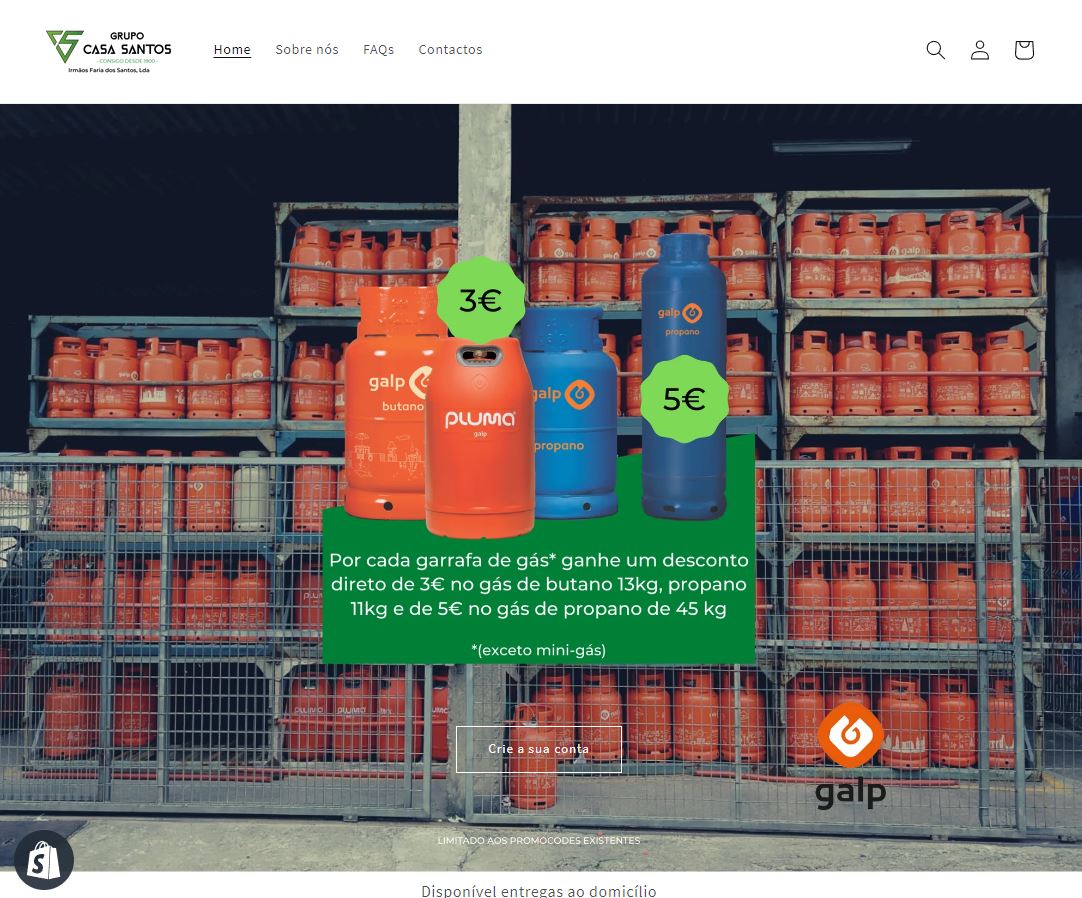 GRUPO
CASA SANTOS
- CONSIGO DESDE 1900 -
Irmãos Faria dos Santos, Lda
Home Sobre nós FAQs Contactos
galp
propano
3€
galp
butano
galp
propano
5€
pluma
galp
Por cada garrafa de gás* ganhe um desconto
direto de 3€ no gás de butano 13kg, propano
11kg e de 5€ no gás de propano de 45 kg
*(exceto mini-gás)
Crie a sua conta
galp
LIMITADO AOS PROMOCODES EXISTENTES
Disponível entregas ao domicílio